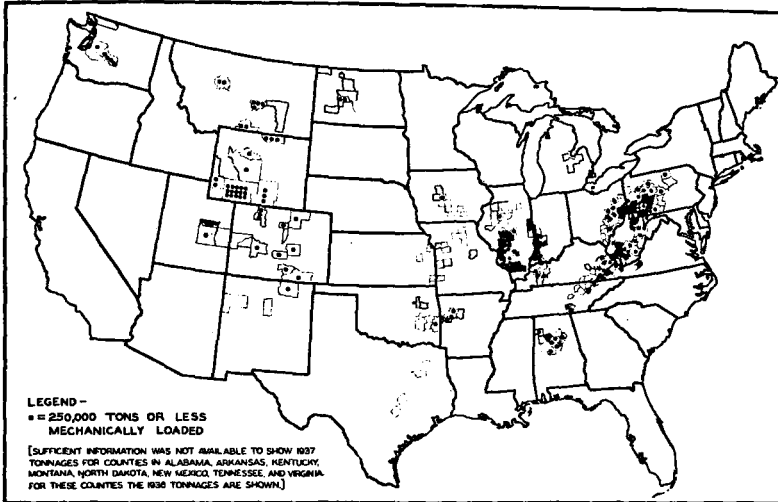 LEGEND -
▪ = 250,000 TONS OR LESS
MECHANICALLY LOADED
[SUFFICIENT INFORMATION WAS NOT AVAILABLE TO SHOW 1937
TONNAGES FOR COUNTIES IN ALABAMA, ARKANSAS, KENTUCKY,
MONTANA, NORTH DAKOTA, NEW MEXICO, TENNESSEE, AND VIRGINIA.
FOR THESE COUNTIES THE 1936 TONNAGES ARE SHOWN.]